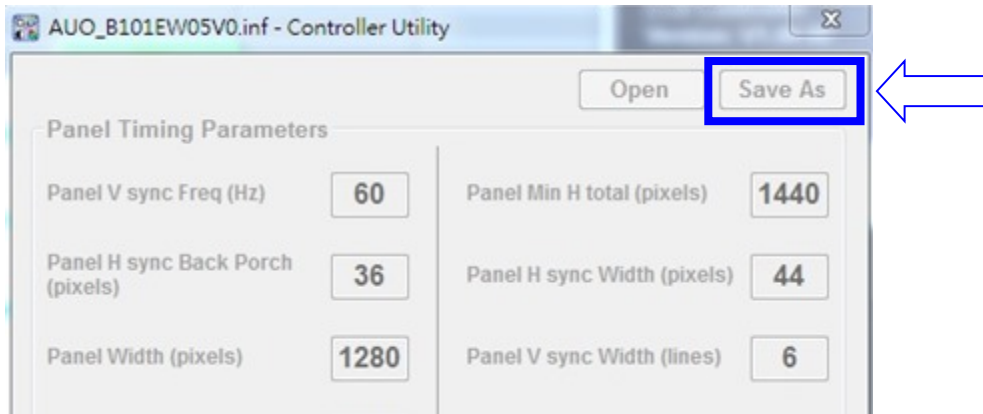 AUO_B101EW05V0.inf - Controller Utility
Open
Save As
Panel Timing Parameters
Panel V sync Freq (Hz)
60
Panel Min H total (pixels)
1440
Panel H sync Back Porch
(pixels)
36
Panel H sync Width (pixels)
44
Panel Width (pixels)
1280
Panel V sync Width (lines)
6